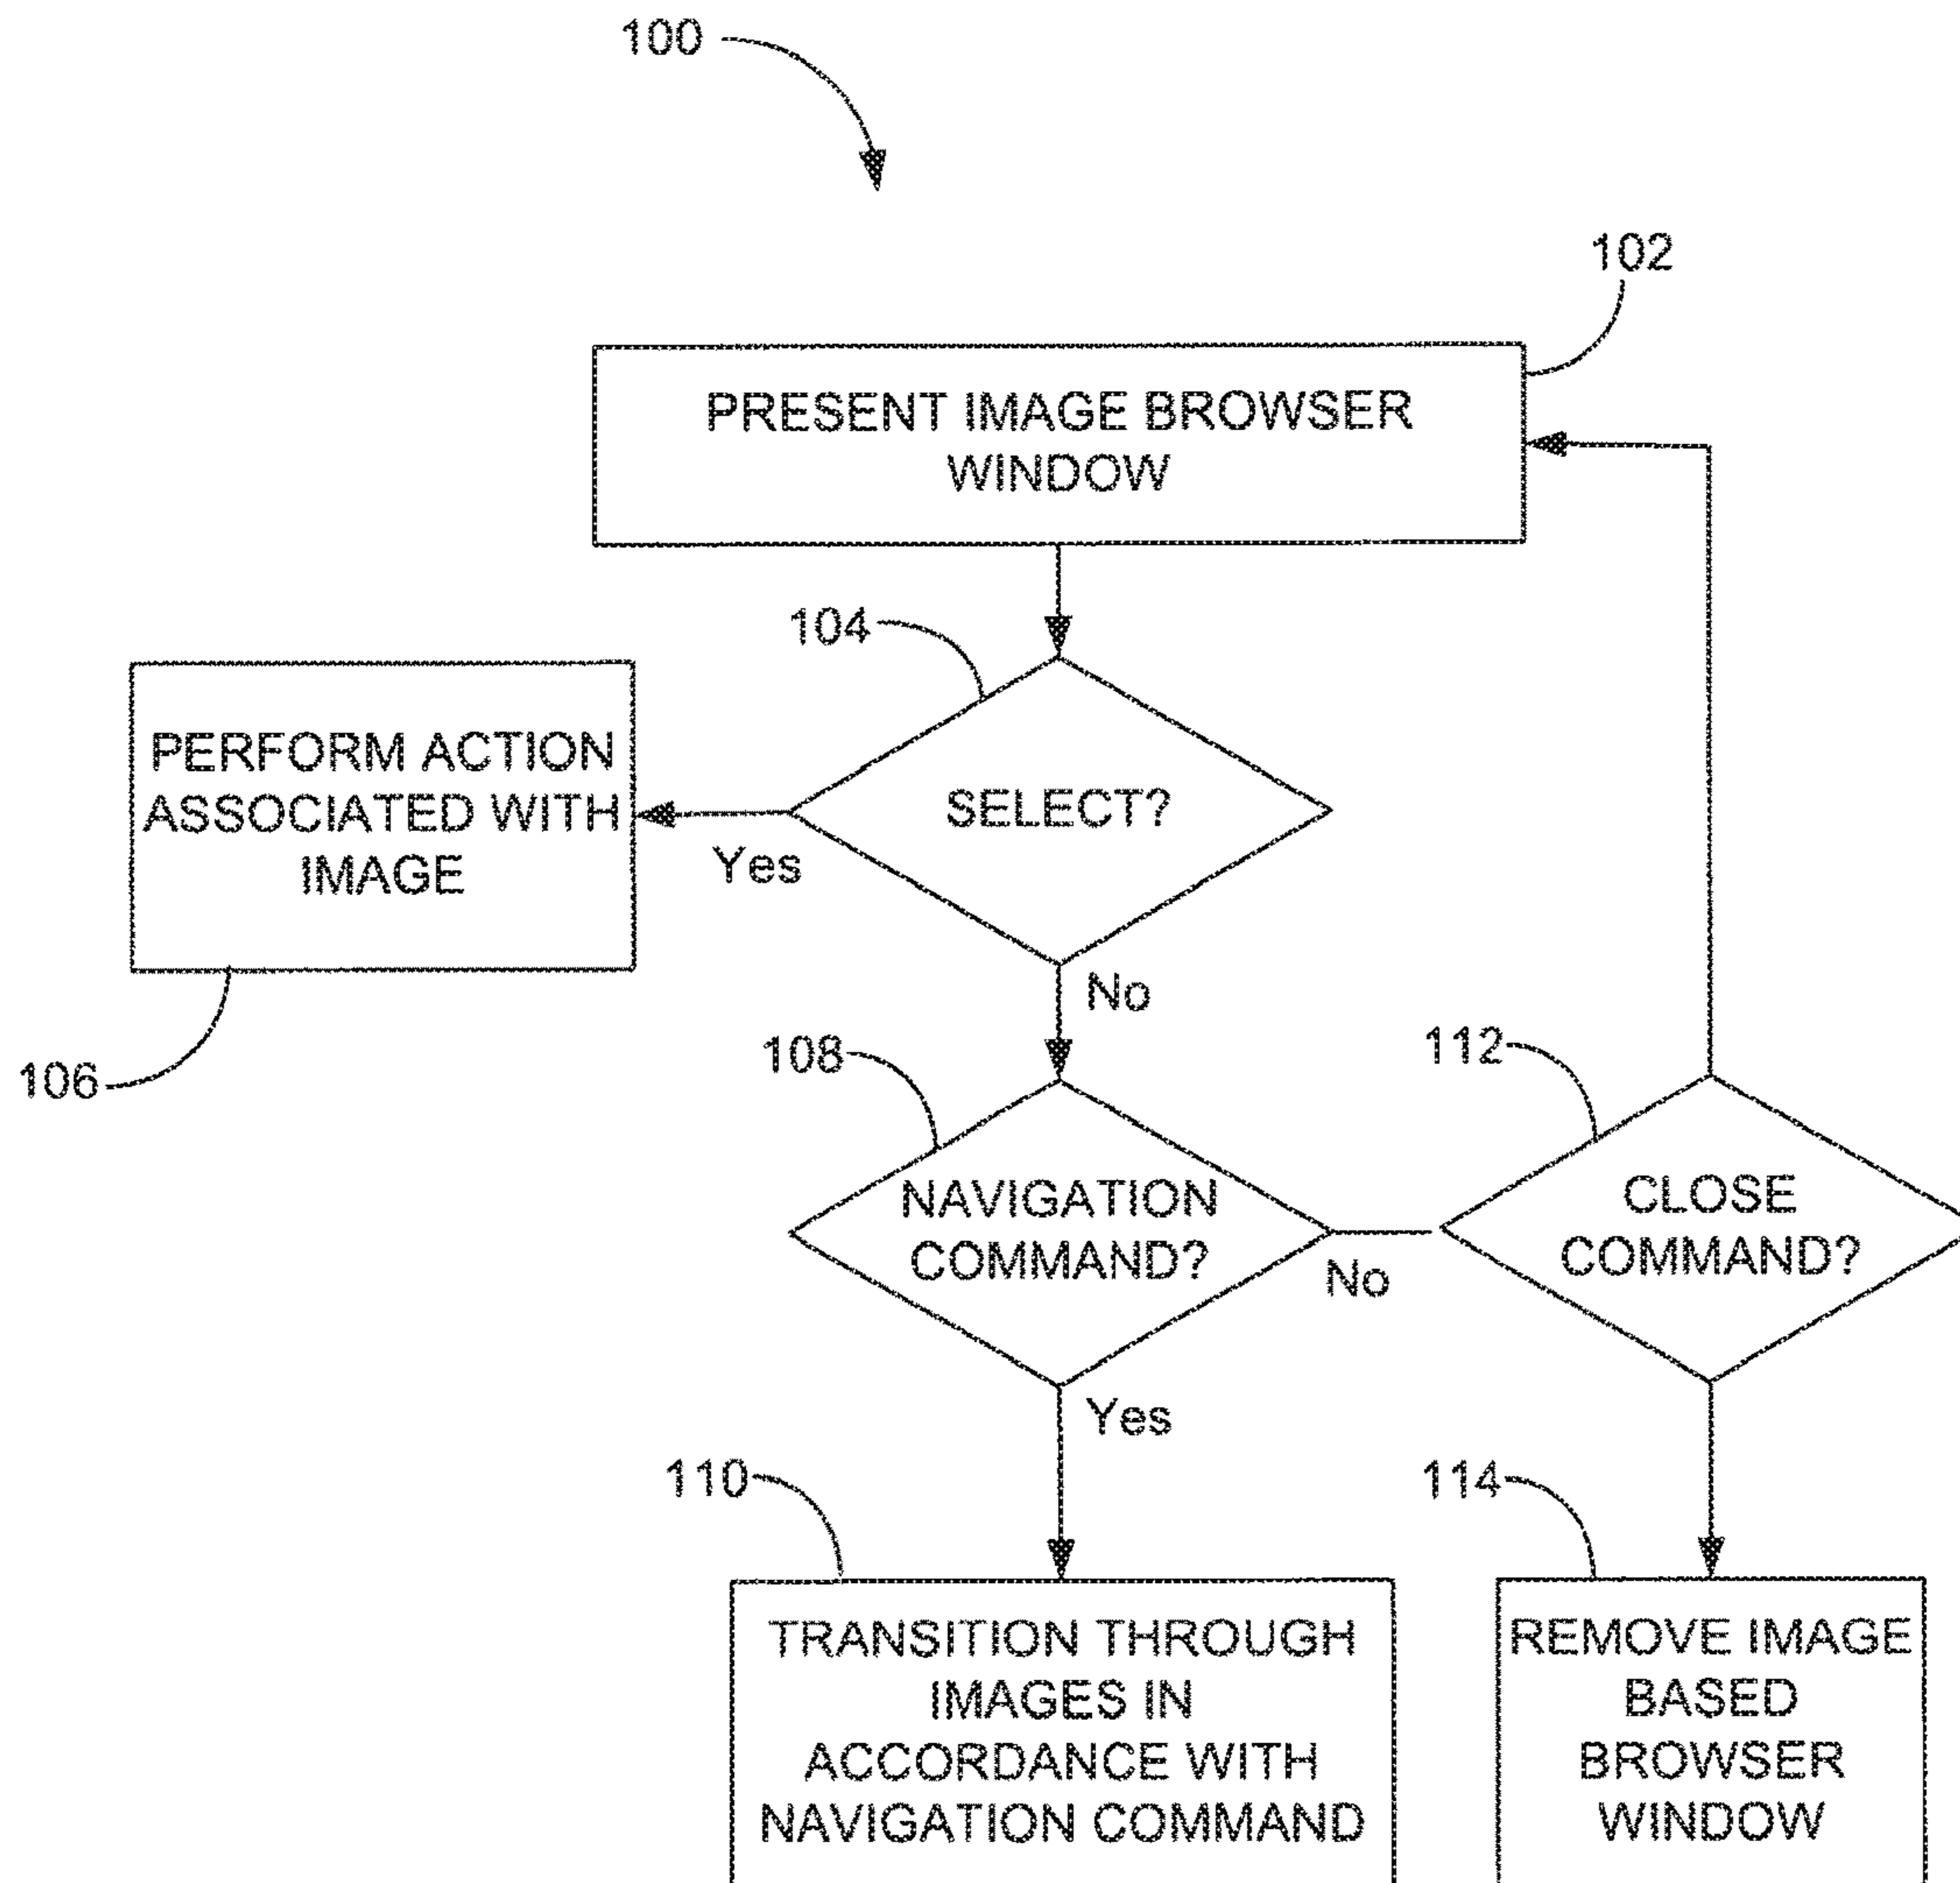 100
102
PRESENT IMAGE BROWSER
WINDOW
104
PERFORM ACTION
ASSOCIATED WITH
IMAGE
SELECT?
Yes
No
106
108
112
NAVIGATION
COMMAND?
No
CLOSE
COMMAND?
Yes
110
114
TRANSITION THROUGH
IMAGES IN
ACCORDANCE WITH
NAVIGATION COMMAND
REMOVE IMAGE
BASED
BROWSER
WINDOW